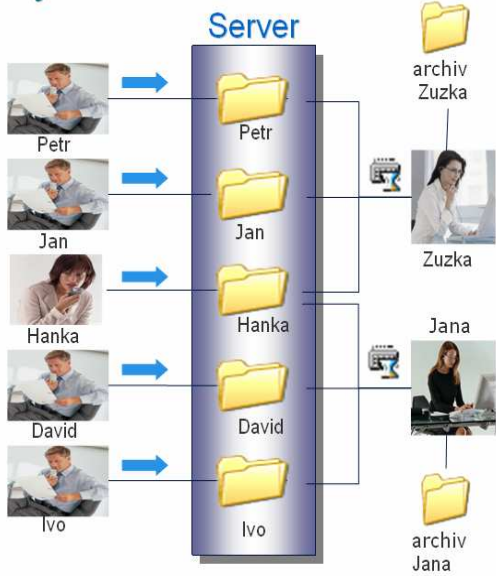 Server
archiv
Zuzka
Petr
Petr
Jan
Jan
Zuzka
Hanka
Hanka
Jana
David
David
Ivo
Ivo
archiv
Jana